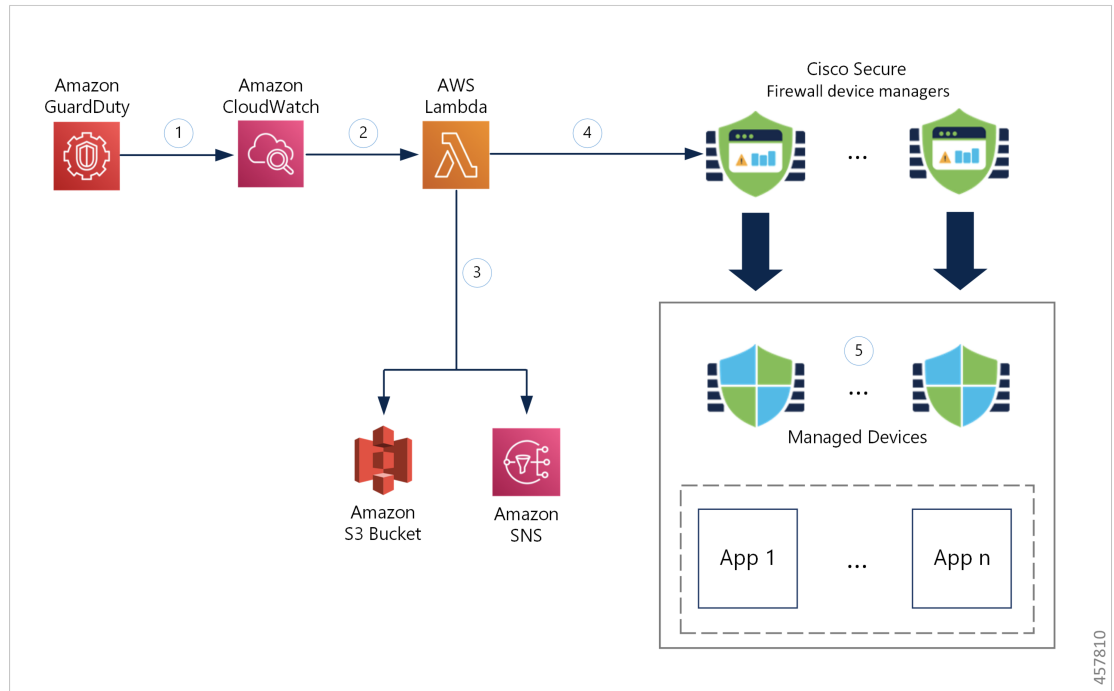 Amazon
GuardDuty
1
Amazon
CloudWatch
2
AWS
Lambda
4
Cisco Secure
Firewall device managers
...
3
5
...
Managed Devices
Amazon
S3 Bucket
Amazon
SNS
App 1
...
App n
457810